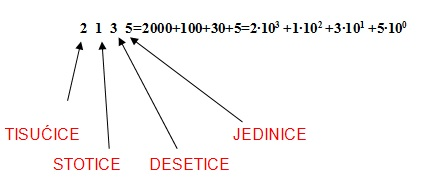 2 1 3 5=2000+100+30+5=2·10³ +1·10² +3·10¹ +5·10⁰
TISUĆICE JEDINICE
STOTICE DESETICE